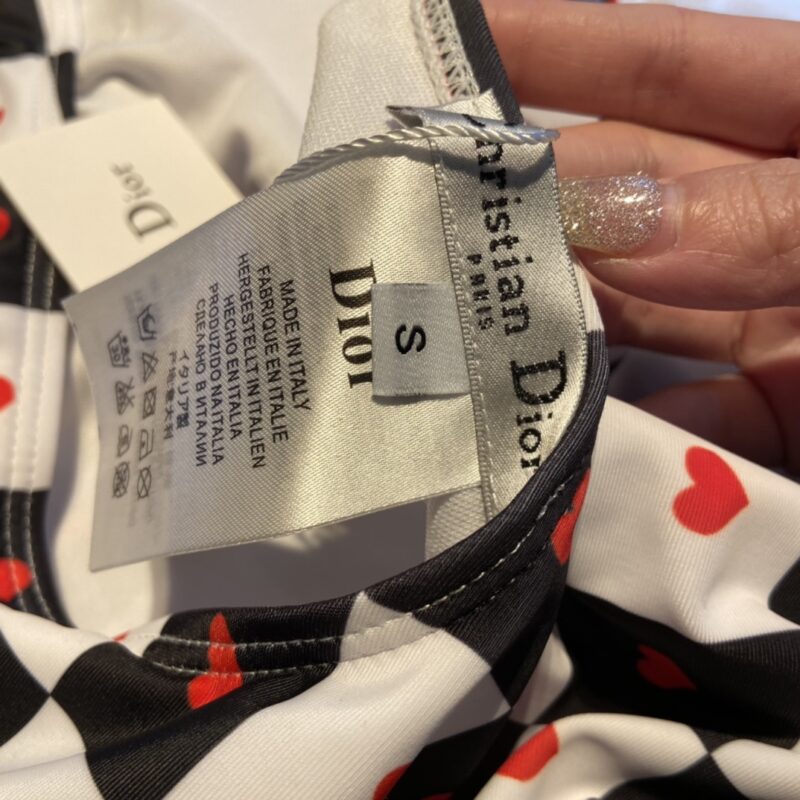 Dior
Christian Dior
PARIS
Dior
S
MADE IN ITALY
FABRIQUE EN ITALIE
HERGESTELLT IN ITALIEN
HECHO EN ITALIA
PRODUZIDO NA ITALIA
СДЕЛАНО В ИТАЛИИ
イタリア製
产地:意大利